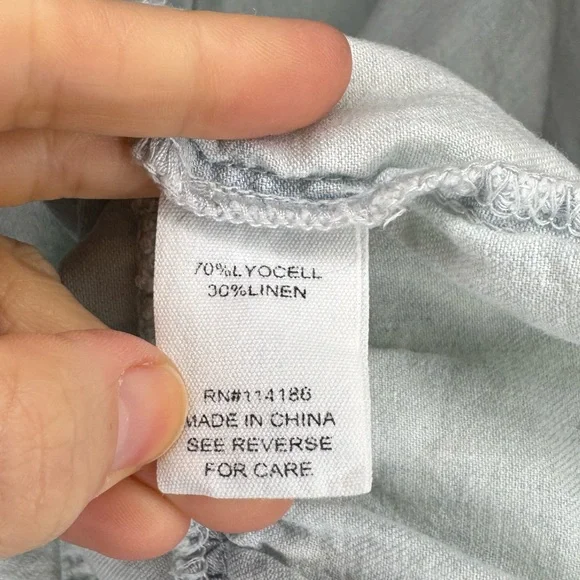 70%LYOCELL
30%LINEN
RN#114186
MADE IN CHINA
SEE REVERSE
FOR CARE